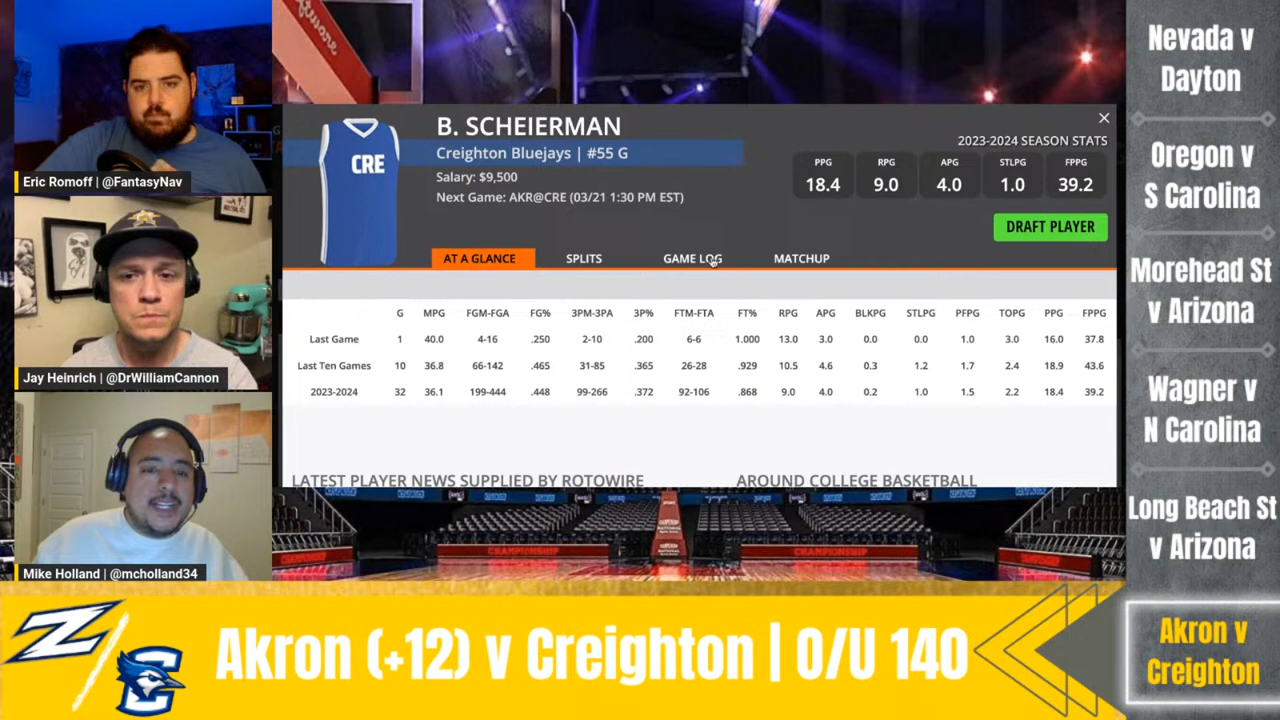 Eric Romoff | @FantasyNav
Jay Heinrich | @DrWilliamCannon
Mike Holland | @mcholland34
CRE
B. SCHEIERMAN
Creighton Bluejays | #55 G
Salary: $9,500
Next Game: AKR@CRE (03/21 1:30 PM EST)
2023-2024 SEASON STATS
PPG RPG APG STLPG FPPG
18.4 9.0 4.0 1.0 39.2
DRAFT PLAYER
AT A GLANCE SPLITS GAME LOG MATCHUP
G MPG FGM-FGA FG% 3PM-3PA 3P% FTM-FTA FT% RPG APG BLKPG STLPG PFPG TOPG PPG FPPG
Last Game 1 40.0 4-16 .250 2-10 .200 6-6 1.000 13.0 3.0 0.0 0.0 1.0 3.0 16.0 37.8
Last Ten Games 10 36.8 66-142 .465 31-85 .365 26-28 .929 10.5 4.6 0.3 1.2 1.7 2.4 18.9 43.6
2023-2024 32 36.1 199-444 .448 99-266 .372 92-106 .868 9.0 4.0 0.2 1.0 1.5 2.2 18.4 39.2
LATEST PLAYER NEWS SUPPLIED BY ROTOWIRE
AROUND COLLEGE BASKETBALL
CHAMPIONSHIP
CHAMPIONSHIP
Nevada v
Dayton
Oregon v
S Carolina
Morehead St
v Arizona
Wagner v
N Carolina
Long Beach St
v Arizona
Akron v
Creighton
Z
Akron (+12) v Creighton | O/U 140